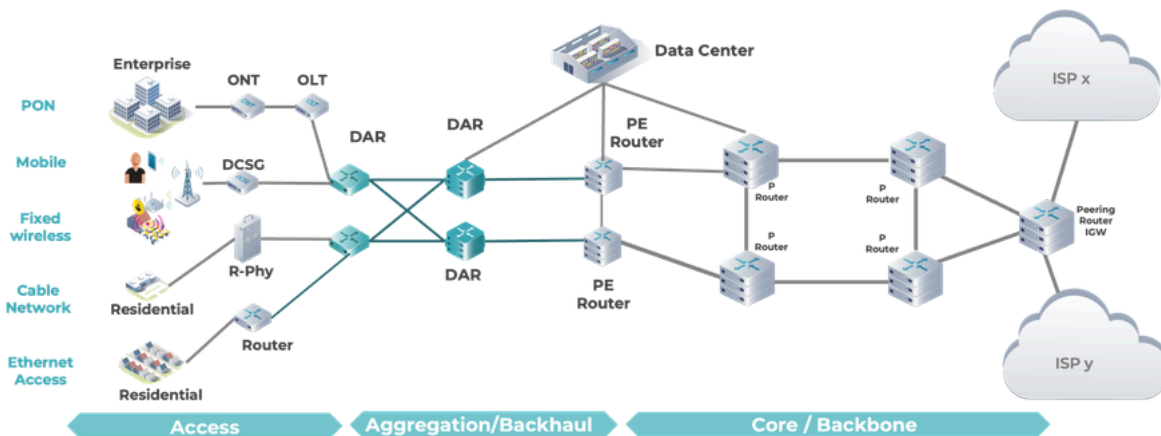 Data Center
ISP x
Enterprise
ONT
OLT
PON
ONT
OLT
DAR
DAR
PE
Router
Mobile
DCSG
P
Router
P
Router
Fixed
wireless
Peering
Router
IGW
P
Router
P
Router
R-Phy
DAR
PE
Router
Cable
Network
Residential
Router
ISP y
Ethernet
Access
Residential
Access
Aggregation/Backhaul
Core / Backbone